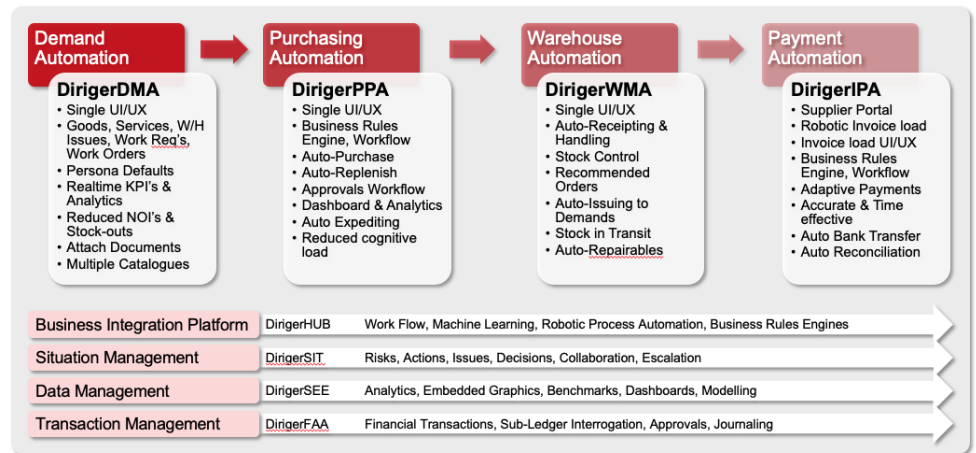 Demand
Automation
DirigerDMA
• Single UI/UX
• Goods, Services, W/H
Issues, Work Req's,
Work Orders
• Persona Defaults
• Realtime KPI's &
Analytics
• Reduced NOI's &
Stock-outs
• Attach Documents
• Multiple Catalogues
Purchasing
Automation
DirigerPPA
• Single UI/UX
• Business Rules
Engine, Workflow
• Auto-Purchase
• Auto-Replenish
• Approvals Workflow
• Dashboard & Analytics
• Auto Expediting
• Reduced cognitive
load
Warehouse
Automation
DirigerWMA
• Single UI/UX
• Auto-Receipting &
Handling
• Stock Control
• Recommended
Orders
• Auto-Issuing to
Demands
• Stock in Transit
• Auto-Repairables
Payment
Automation
DirigerIPA
• Supplier Portal
• Robotic Invoice load
• Invoice load UI/UX
• Business Rules
Engine, Workflow
• Adaptive Payments
• Accurate & Time
effective
• Auto Bank Transfer
• Auto Reconciliation
Business Integration Platform DirigerHUB Work Flow, Machine Learning, Robotic Process Automation, Business Rules Engines
Situation Management DirigerSIT Risks, Actions, Issues, Decisions, Collaboration, Escalation
Data Management DirigerSEE Analytics, Embedded Graphics, Benchmarks, Dashboards, Modelling
Transaction Management DirigerFAA Financial Transactions, Sub-Ledger Interrogation, Approvals, Journaling